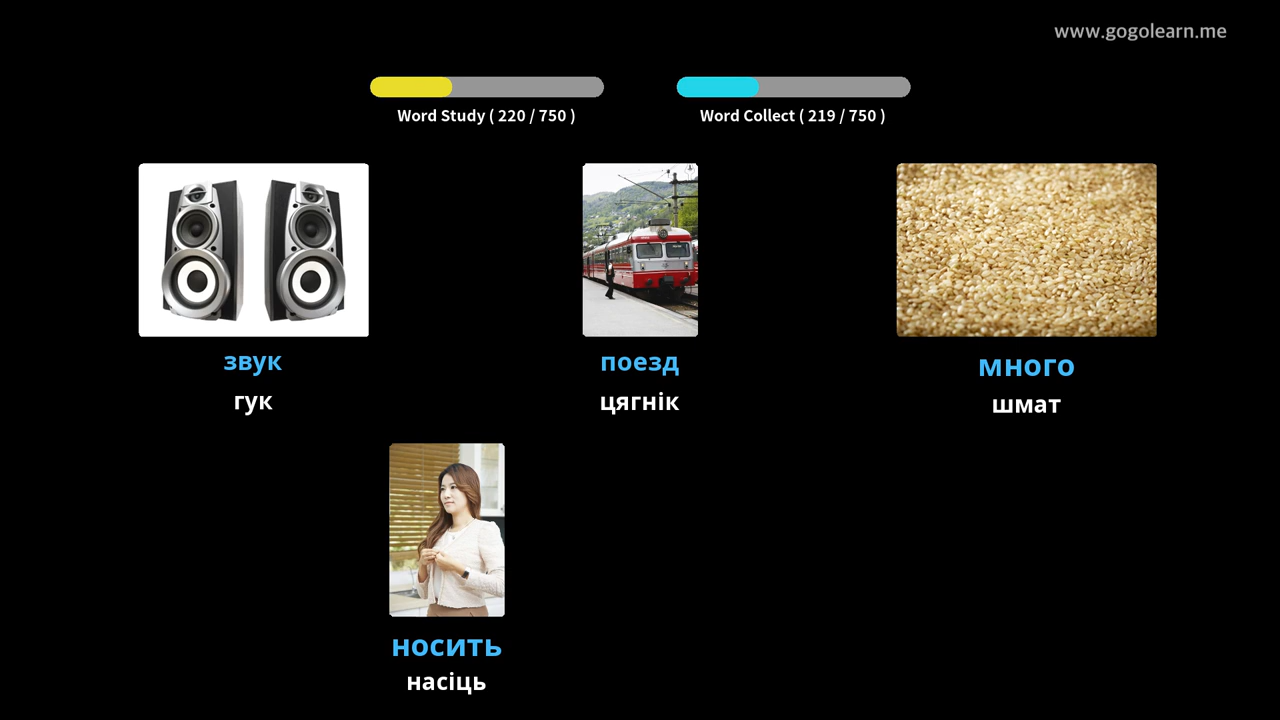 www.gogolearn.me
Word Study ( 220 / 750 )
Word Collect ( 219 / 750 )
звук
гук
поезд
цягнік
много
шмат
носить
насіць